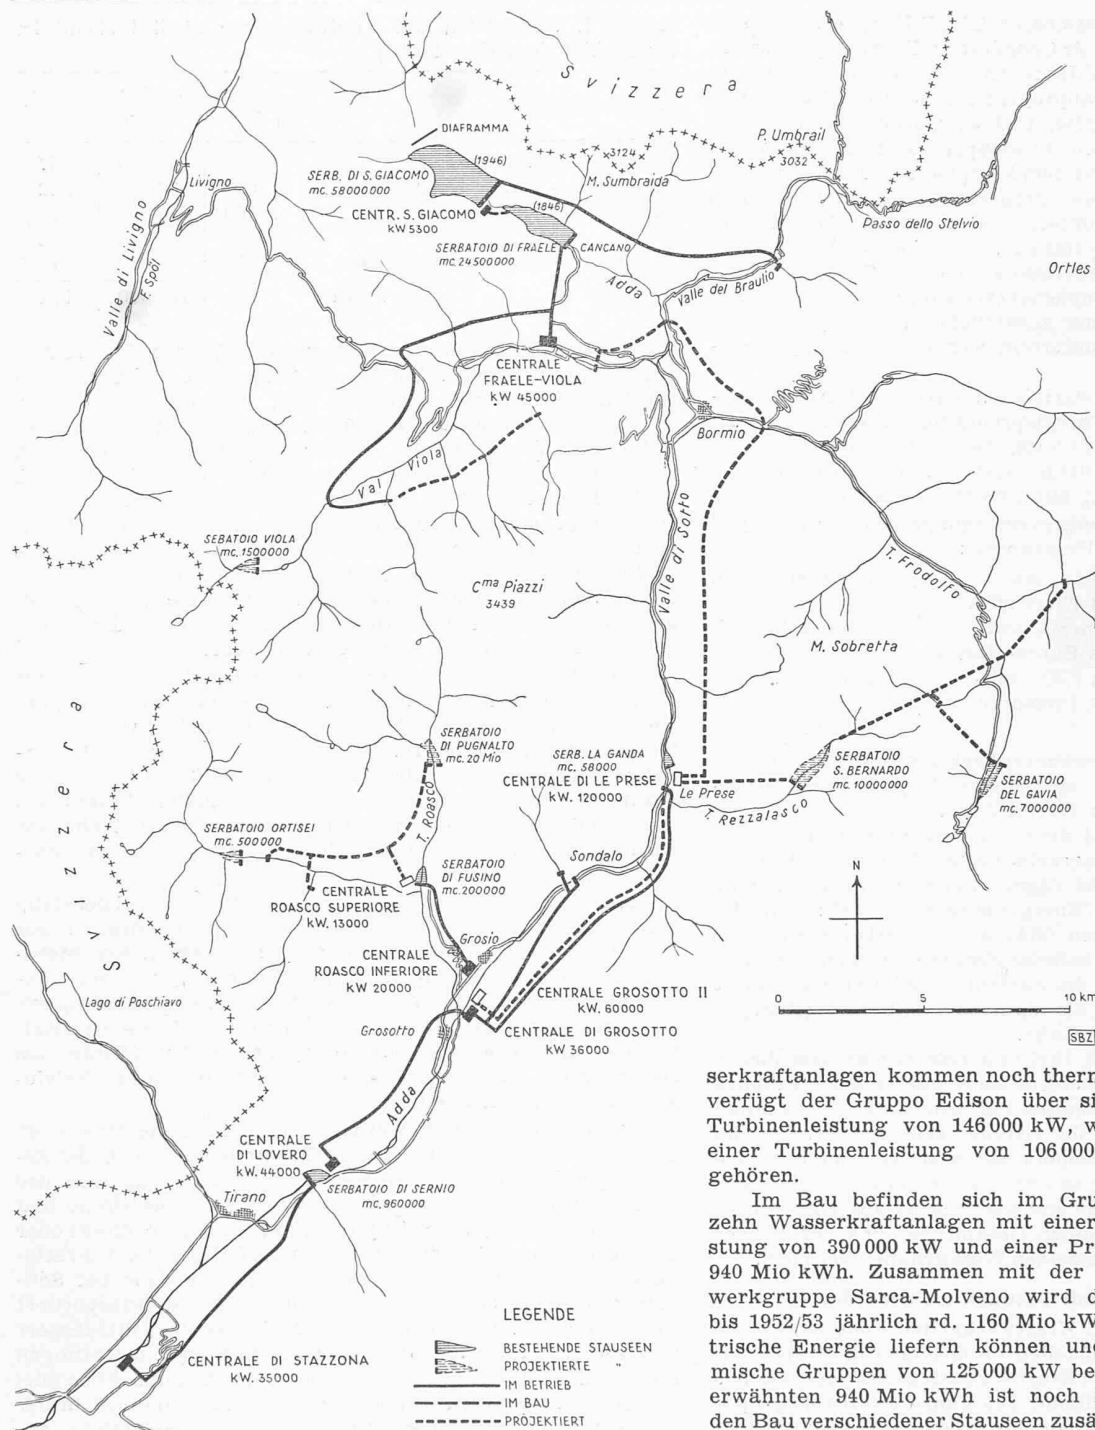 Svizzera
DIAFRAMMA
P. Umbrail
3032
3124
M. Sumbraida
(1946)
SERB. DI S. GIACOMO
mc. 58000000
Livigno
CENTR. S. GIACOMO
kW 5300
(1846)
SERBATOIO DI FRAELE
mc. 24500000
CANCANO
Passo dello Stelvio
Ortles
Valle di Livigno
F. Spöl
Adda
Valle del Braulio
CENTRALE
FRAELE-VIOLA
kW 45000
Bormio
Val Viola
SEBATOIO VIOLA
mc. 1500000
Cma Piazzi
3439
Valle di Sotto
T. Frodolfo
M. Sobretta
Svizzera
SERBATOIO
DI PUGNALTO
mc. 20 Mio
SERB. LA GANDA
mc. 58000
CENTRALE DI LE PRESE
kW. 120000
Le Prese
SERBATOIO
S. BERNARDO
mc. 10000000
SERBATOIO
DEL GAVIA
mc. 7000000
T. Rezzalasco
T. Roasco
SERBATOIO ORTISEI
mc. 500000
SERBATOIO
DI FUSINO
mc. 200000
Sondalo
CENTRALE
ROASCO SUPERIORE
kW. 13000
N
Grosio
CENTRALE
ROASCO INFERIORE
kW 20000
CENTRALE GROSOTTO II
kW. 60000
Lago di Poschiavo
Grosotto
CENTRALE DI GROSOTTO
kW 36000
0 5 10 km
SBZ
Adda
CENTRALE
DI LOVERO
kW. 44000
Tirano
SERBATOIO DI SERNIO
mc. 960000
CENTRALE DI STAZZONA
kW. 35000
LEGENDE
BESTEHENDE STAUSEEN
PROJEKTIERTE "
IM BETRIEB
IM BAU
PROJEKTIERT
serkraftanlagen kommen noch
verfügt der Gruppo Edison über
Turbinenleistung von 146000 kW,
einer Turbinenleistung von 106000
gehören.
Im Bau befinden sich im
zehn Wasserkraftanlagen mit einer
stung von 390000 kW und einer
940 Mio kWh. Zusammen mit der
werkgruppe Sarca-Molveno wird
bis 1952/53 jährlich rd. 1160 Mio
trische Energie liefern können
mische Gruppen von 125000 kW
erwähnten 940 Mio kWh ist noch
den Bau verschiedener Stauseen